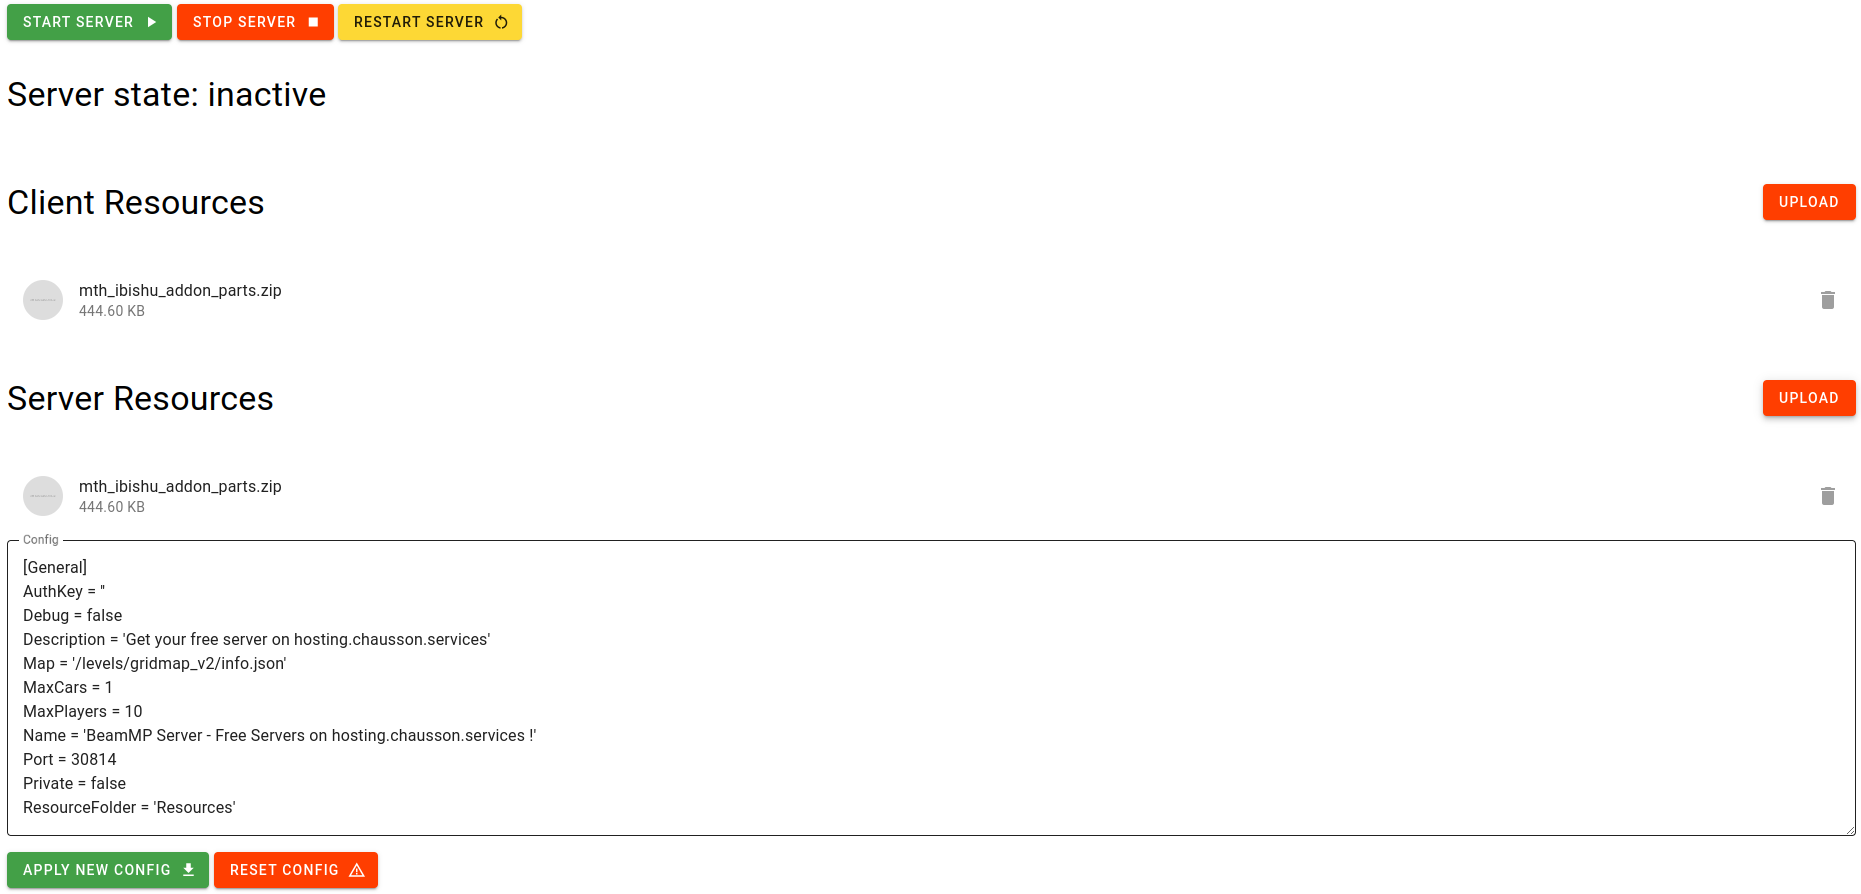 START SERVER
STOP SERVER
RESTART SERVER
Server state: inactive
Client Resources
UPLOAD
mth_ibishu_addon_parts.zip
444.60 KB
Server Resources
UPLOAD
mth_ibishu_addon_parts.zip
444.60 KB
Config
[General]
AuthKey = ''
Debug = false
Description = 'Get your free server on hosting.chausson.services'
Map = '/levels/gridmap_v2/info.json'
MaxCars = 1
MaxPlayers = 10
Name = 'BeamMP Server - Free Servers on hosting.chausson.services !'
Port = 30814
Private = false
ResourceFolder = 'Resources'
APPLY NEW CONFIG
RESET CONFIG